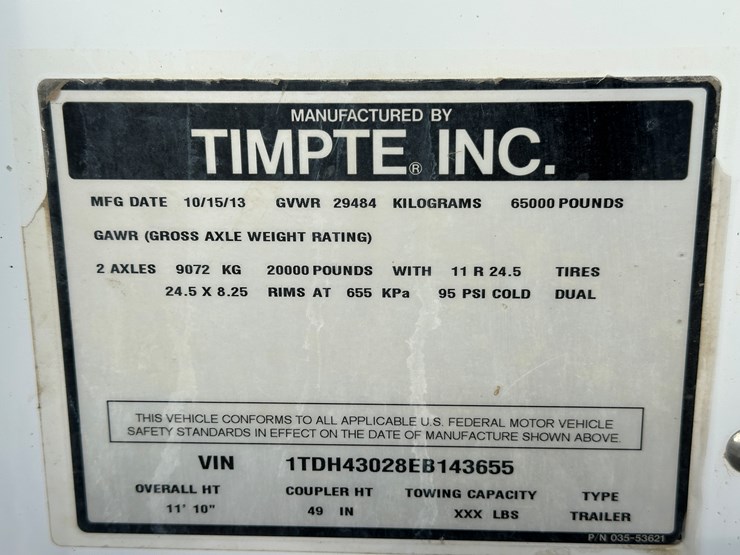 MANUFACTURED BY
TIMPTE® INC.
MFG DATE 10/15/13 GVWR 29484 KILOGRAMS 65000 POUNDS
GAWR (GROSS AXLE WEIGHT RATING)
2 AXLES 9072 KG 20000 POUNDS WITH 11 R 24.5 TIRES
24.5 X 8.25 RIMS AT 655 KPa 95 PSI COLD DUAL
THIS VEHICLE CONFORMS TO ALL APPLICABLE U.S. FEDERAL MOTOR VEHICLE
SAFETY STANDARDS IN EFFECT ON THE DATE OF MANUFACTURE SHOWN ABOVE.
VIN 1TDH43028EB143655
OVERALL HT COUPLER HT TOWING CAPACITY TYPE
11' 10" 49 IN XXX LBS TRAILER
P/N 035-53621